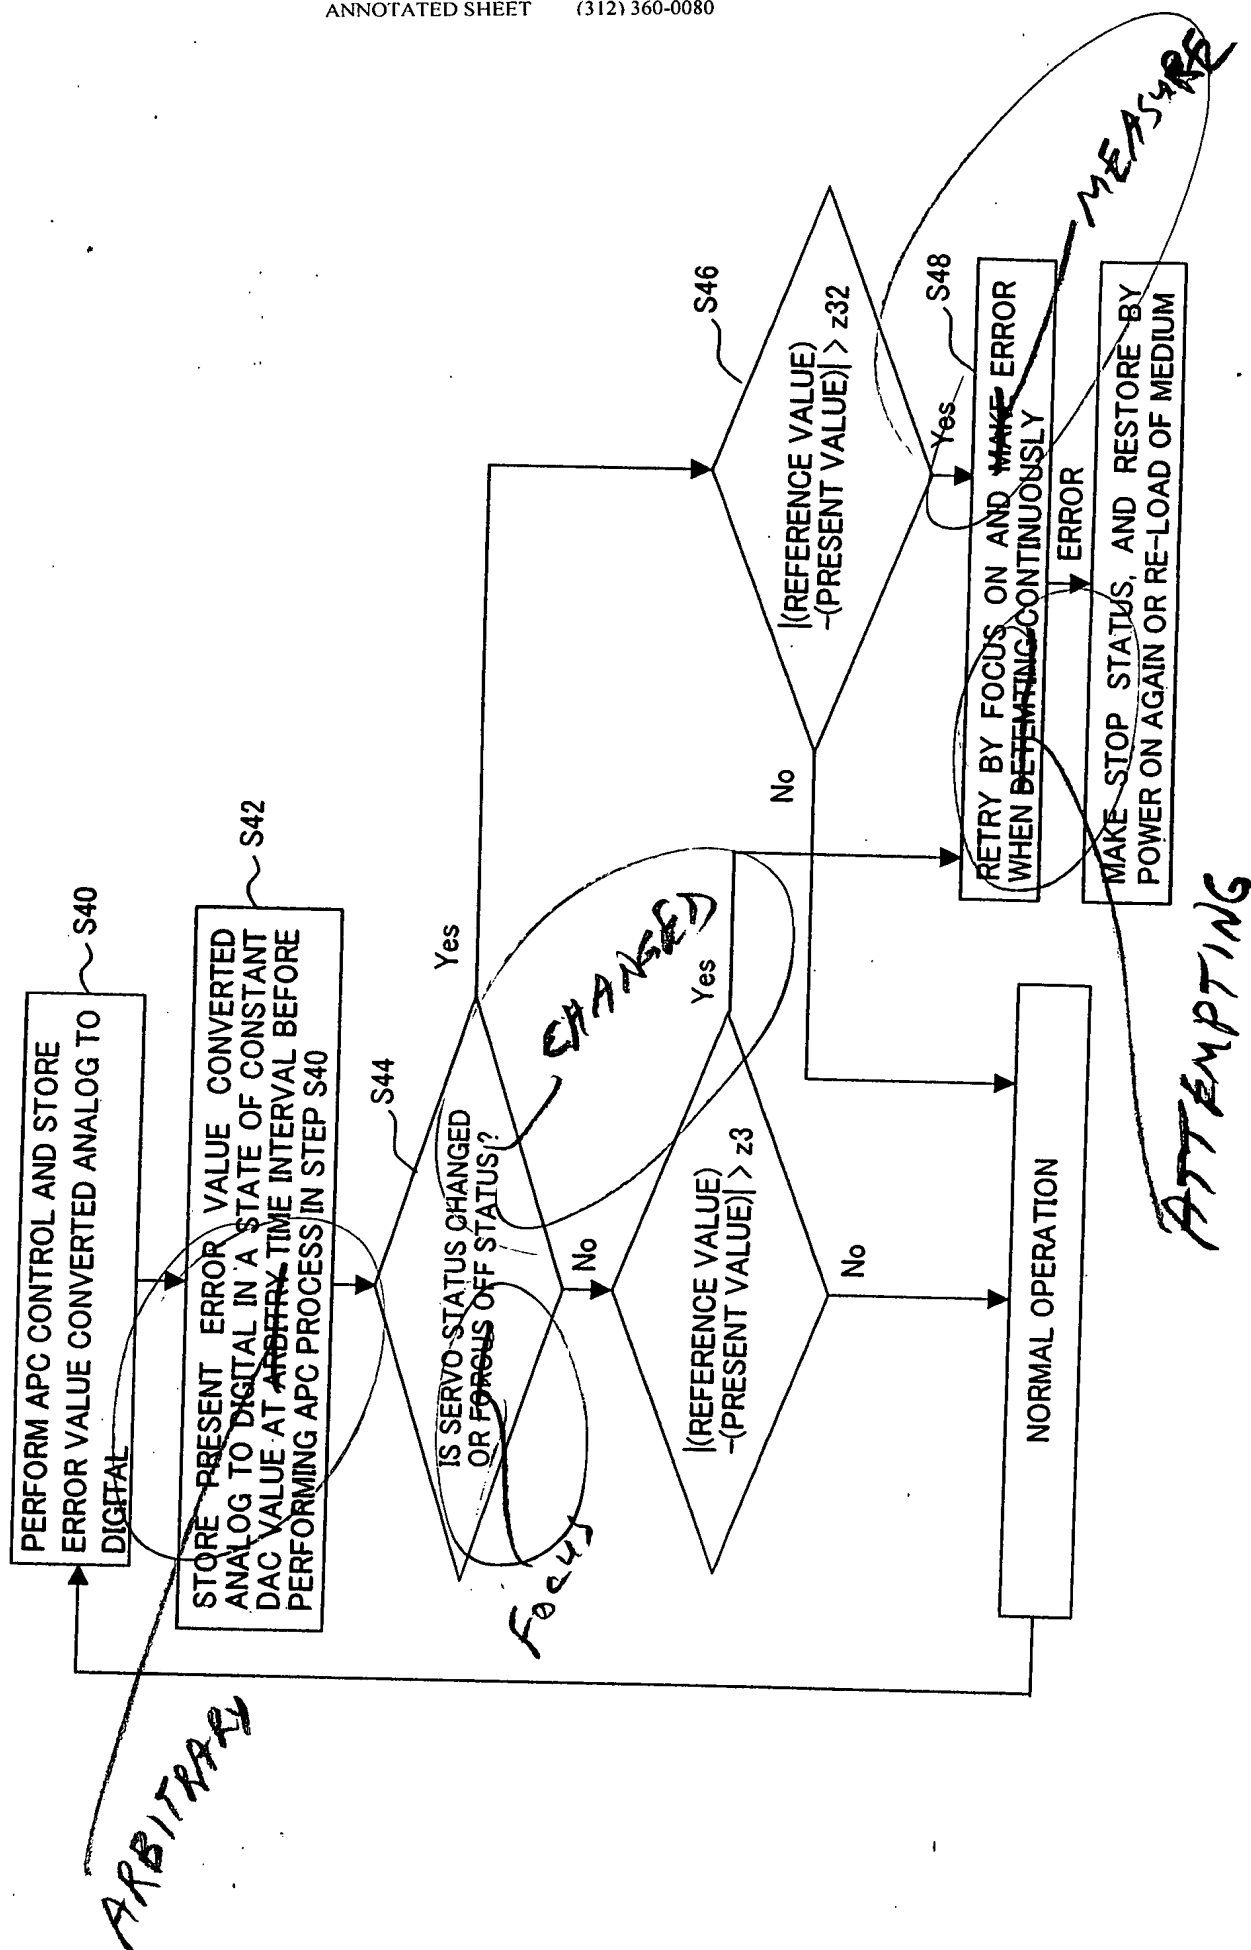 ANNOTATED SHEET (312) 360-0080
PERFORM APC CONTROL AND STORE
ERROR VALUE CONVERTED ANALOG TO
DIGITAL
S40
STORE PRESENT ERROR VALUE CONVERTED
ANALOG TO DIGITAL IN A STATE OF CONSTANT
DAC VALUE AT ARBITRY TIME INTERVAL BEFORE
PERFORMING APC PROCESS IN STEP S40
S42
ARBITRARY
S44
IS SERVO STATUS CHANGED
OR FORCUS OFF STATUS?
Yes
No
CHANGED
FOCUS
|(REFERENCE VALUE)
-(PRESENT VALUE)| > z3
Yes
No
S46
|(REFERENCE VALUE)
-(PRESENT VALUE)| > z32
Yes
No
S48
RETRY BY FOCUS ON AND MAKE ERROR
WHEN DETEMTING CONTINUOUSLY
MEASURE
ATTEMPTING
ERROR
MAKE STOP STATUS, AND RESTORE BY
POWER ON AGAIN OR RE-LOAD OF MEDIUM
NORMAL OPERATION